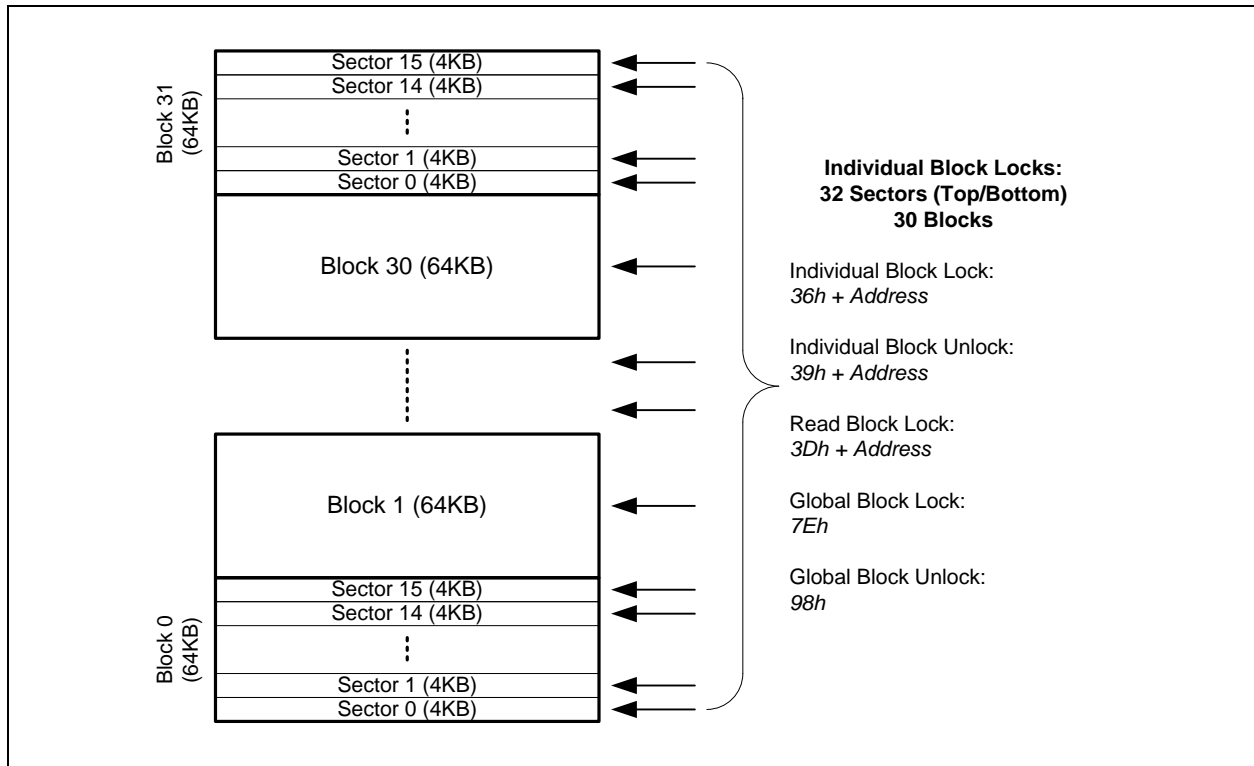 Block 31
(64KB)
Sector 15 (4KB)
Sector 14 (4KB)
Sector 1 (4KB)
Sector 0 (4KB)
Block 30 (64KB)
Block 1 (64KB)
Block 0
(64KB)
Sector 15 (4KB)
Sector 14 (4KB)
Sector 1 (4KB)
Sector 0 (4KB)
Individual Block Locks:
32 Sectors (Top/Bottom)
30 Blocks
Individual Block Lock:
36h + Address
Individual Block Unlock:
39h + Address
Read Block Lock:
3Dh + Address
Global Block Lock:
7Eh
Global Block Unlock:
98h